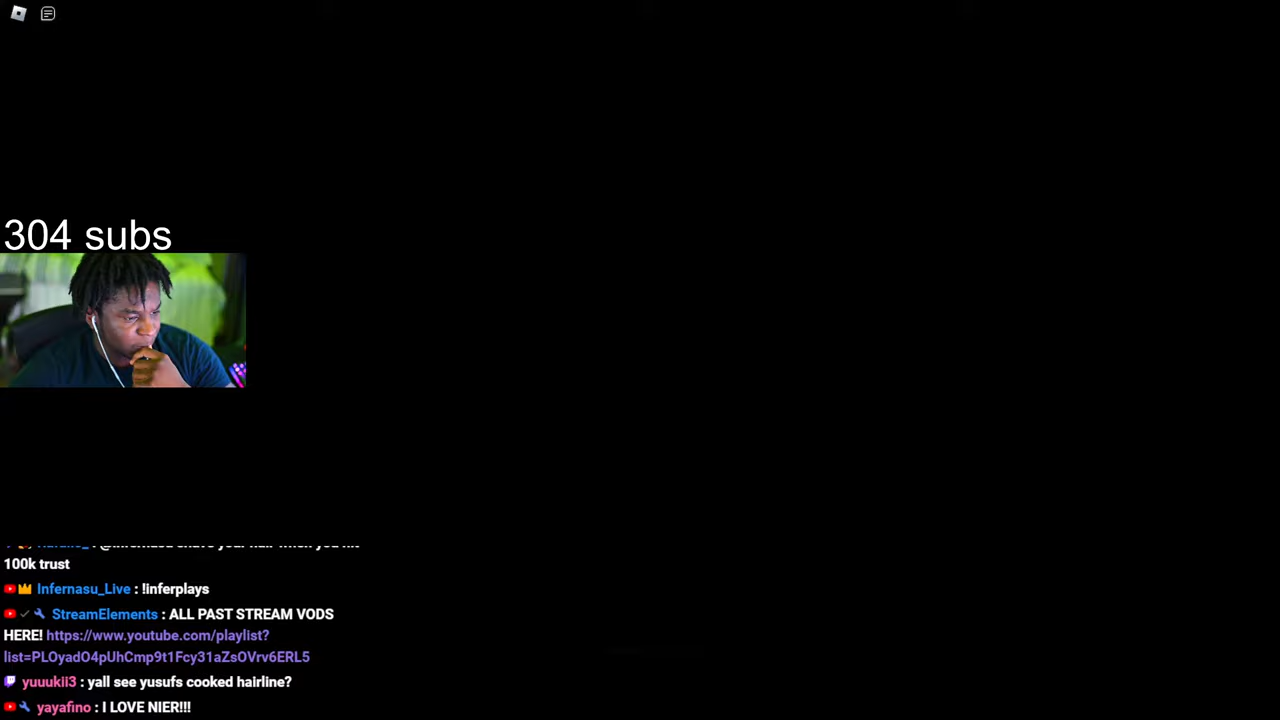 304 subs
100k trust
Infernasu_Live : !inferplays
StreamElements : ALL PAST STREAM VODS
HERE! https://www.youtube.com/playlist?
list=PLOyadO4pUhCmp9t1Fcy31aZsOVrv6ERL5
yuuukii3 : yall see yusufs cooked hairline?
yayafino : I LOVE NIER!!!